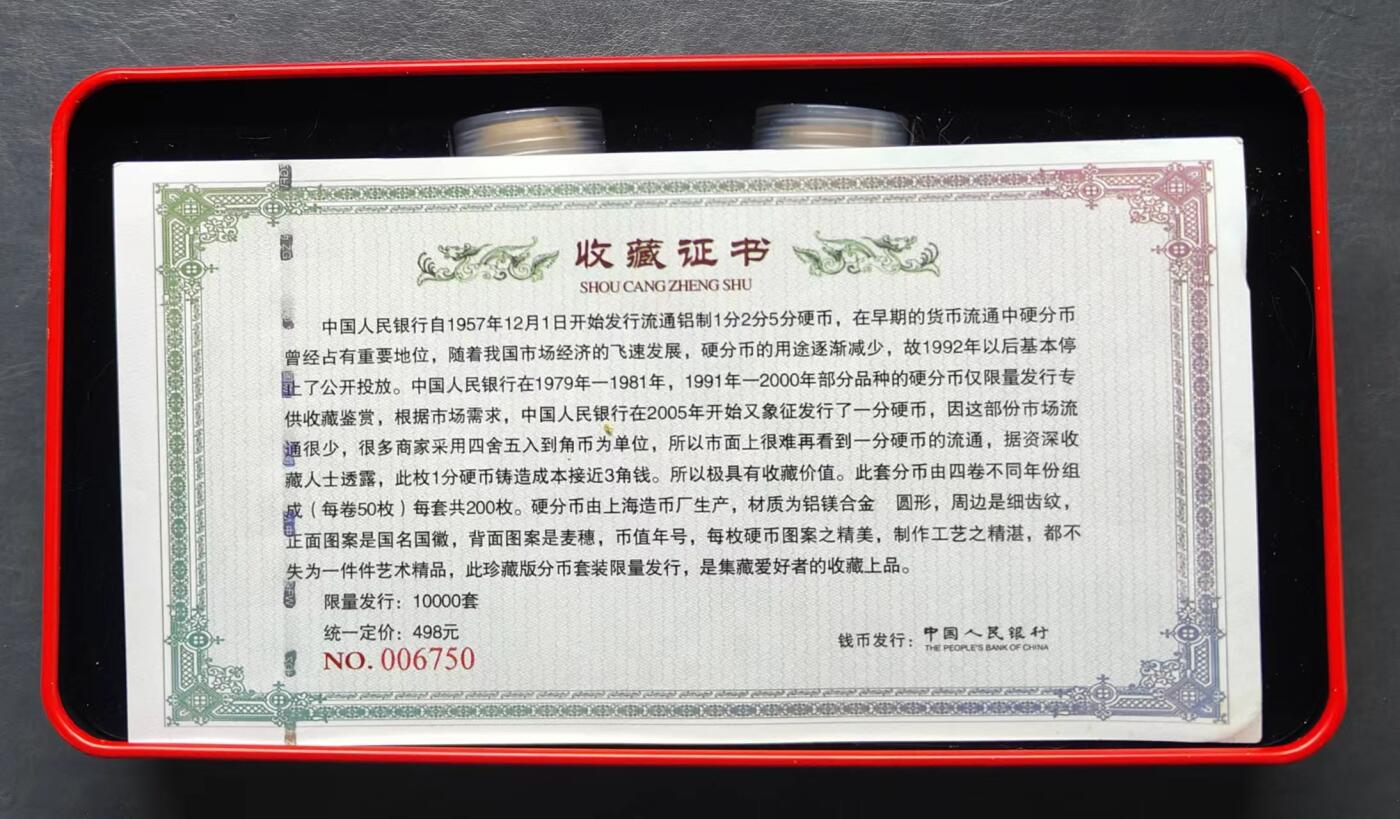 收藏证书
SHOU CANG ZHENG SHU
中国人民银行自1957年12月1日开始发行流通铝制1分2分5分硬币，在早期的货币流通中硬分币
曾经占有重要地位，随着我国市场经济的飞速发展，硬分币的用途逐渐减少，故1992年以后基本停
止了公开投放。中国人民银行在1979年—1981年，1991年—2000年部分品种的硬分币仅限量发行专
供收藏鉴赏，根据市场需求，中国人民银行在2005年开始又象征发行了一分硬币，因这部份市场流
通很少，很多商家采用四舍五入到角币为单位，所以市面上很难再看到一分硬币的流通，据资深收
藏人士透露，此枚1分硬币铸造成本接近3角钱。所以极具有收藏价值。此套分币由四卷不同年份组
成（每卷50枚）每套共200枚。硬分币由上海造币厂生产，材质为铝镁合金　圆形，周边是细齿纹，
正面图案是国名国徽，背面图案是麦穗，币值年号，每枚硬币图案之精美，制作工艺之精湛，都不
失为一件件艺术精品，此珍藏版分币套装限量发行，是集藏爱好者的收藏上品。
限量发行：10000套
统一定价：498元
NO. 006750
钱币发行：中国人民银行
THE PEOPLE'S BANK OF CHINA